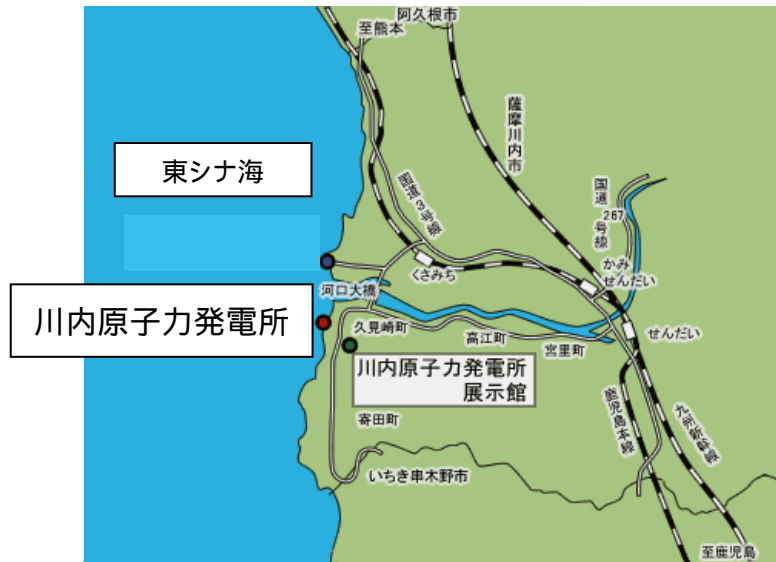 阿久根市
至熊本
薩摩川内市
東シナ海
国道3号線
国道
267
号線
くさみち
かみ
せんだい
河口大橋
川内原子力発電所
久見崎町
高江町
宮里町
せんだい
川内原子力発電所
展示館
鹿児島本線
九州新幹線
寄田町
いちき串木野市
至鹿児島